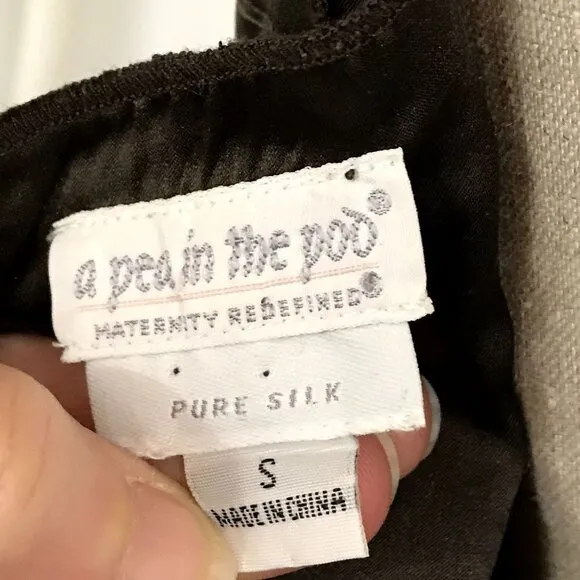 a pea in the pod®
MATERNITY REDEFINED®
PURE SILK
S
MADE IN CHINA